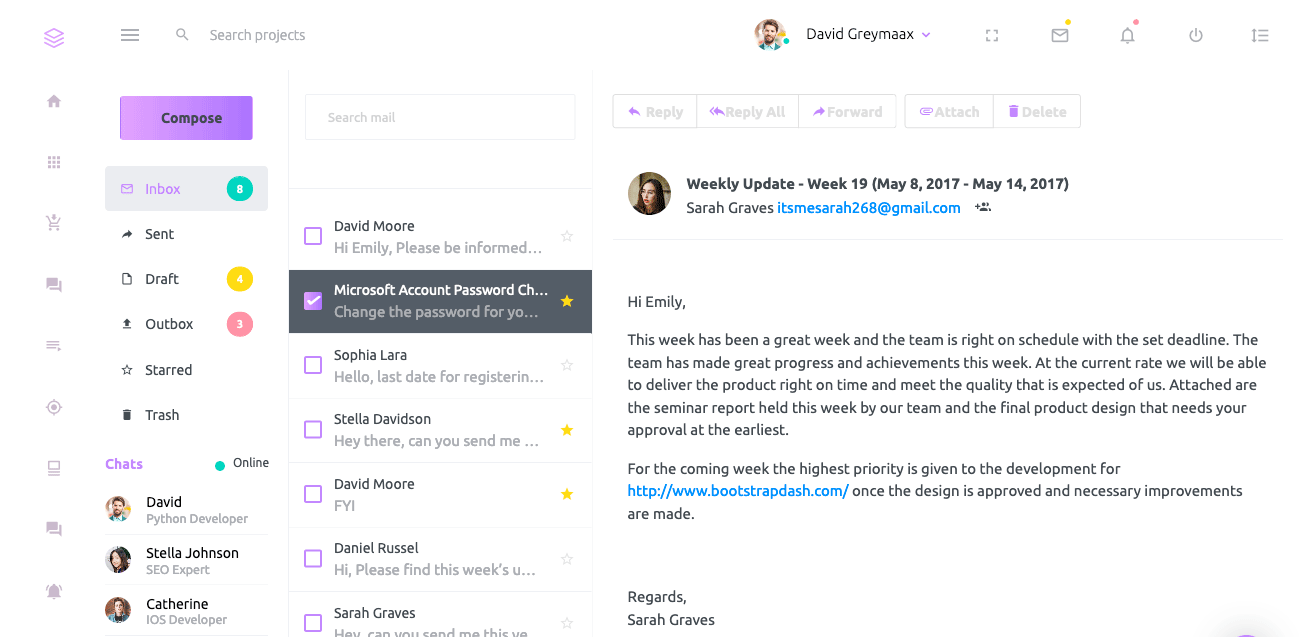 Search projects
David Greymaax
Compose
Inbox 8
Sent
Draft 4
Outbox 3
Starred
Trash
Chats Online
David
Python Developer
Stella Johnson
SEO Expert
Catherine
IOS Developer
Search mail
David Moore
Hi Emily, Please be informed...
Microsoft Account Password Ch...
Change the password for yo...
Sophia Lara
Hello, last date for registerin...
Stella Davidson
Hey there, can you send me ...
David Moore
FYI
Daniel Russel
Hi, Please find this week's u...
Sarah Graves
Hey, can you send me this ye
Reply Reply All Forward Attach Delete
Weekly Update - Week 19 (May 8, 2017 - May 14, 2017)
Sarah Graves itsmesarah268@gmail.com
Hi Emily,
This week has been a great week and the team is right on schedule with the set deadline. The
team has made great progress and achievements this week. At the current rate we will be able
to deliver the product right on time and meet the quality that is expected of us. Attached are
the seminar report held this week by our team and the final product design that needs your
approval at the earliest.
For the coming week the highest priority is given to the development for
http://www.bootstrapdash.com/ once the design is approved and necessary improvements
are made.
Regards,
Sarah Graves